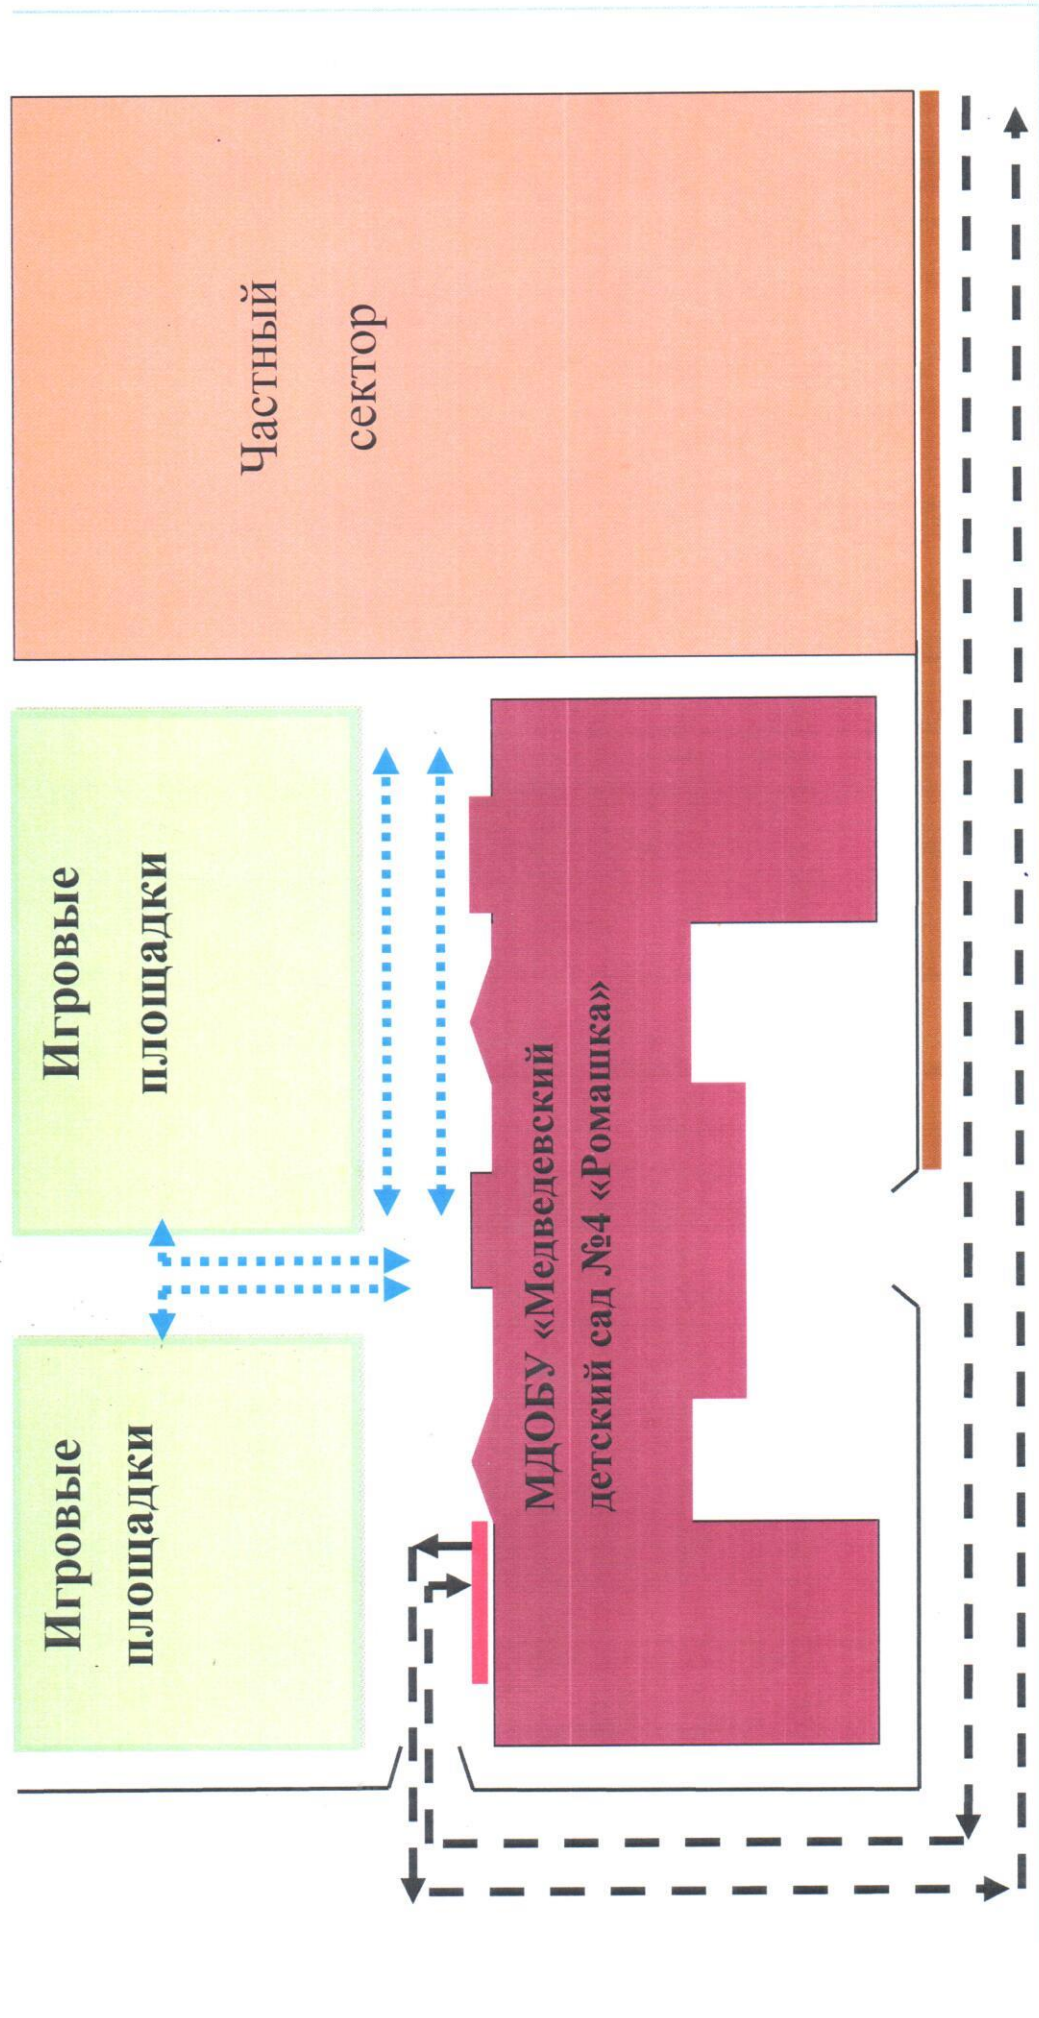 Игровые
площадки
Игровые
площадки
Частный
сектор
МДОБУ «Медведевский
детский сад №4 «Ромашка»